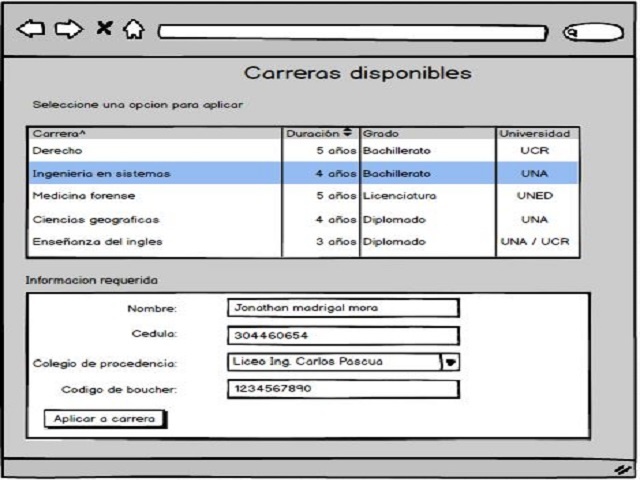 Carreras disponibles
Seleccione una opcion para aplicar
Carrera^ Duración Grado Universidad
Derecho 5 años Bachillerato UCR
Ingenieria en sistemas 4 años Bachillerato UNA
Medicina forense 5 años Licenciatura UNED
Ciencias geograficas 4 años Diplomado UNA
Enseñanza del ingles 3 años Diplomado UNA / UCR
Informacion requerida
Nombre: Jonathan madrigal mora
Cedula: 304460654
Colegio de procedencia: Liceo Ing. Carlos Pascua
Codigo de boucher: 1234567890
Aplicar a carrera